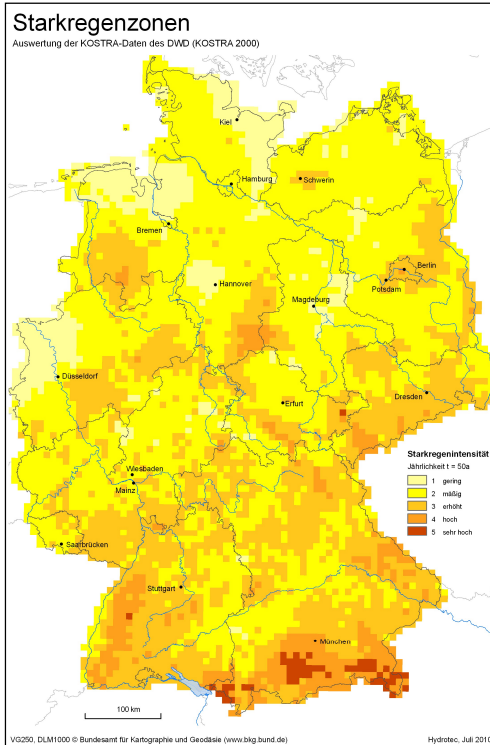 Starkregenzonen
Auswertung der KOSTRA-Daten des DWD (KOSTRA 2000)
Kiel
Hamburg
Schwerin
Bremen
Berlin
Hannover
Potsdam
Magdeburg
Düsseldorf
Dresden
Erfurt
Starkregenintensität
Jährlichkeit t = 50a
1 gering
2 mäßig
3 erhöht
4 hoch
5 sehr hoch
Wiesbaden
Mainz
Saarbrücken
Stuttgart
München
100 km
VG250, DLM1000 © Bundesamt für Kartographie und Geodäsie (www.bkg.bund.de)
Hydrotec, Juli 2010